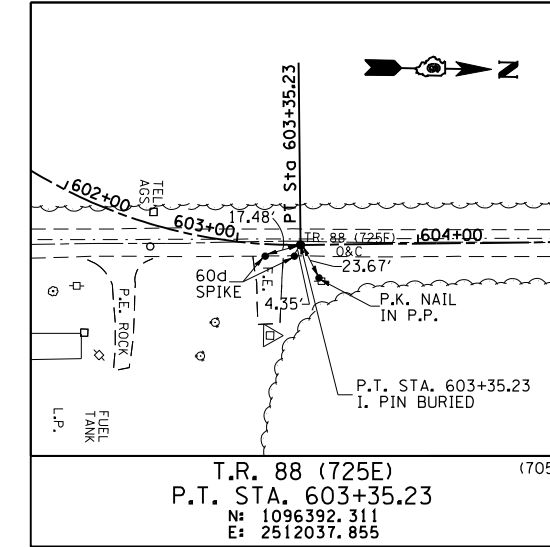 N
PT Sta 603+35.23
602+00
TEL
AGS
603+00
17.48'
T.R. 88 (725E)
604+00
O&C
23.67'
60d
SPIKE
F.E.
4.35'
P.K. NAIL
IN P.P.
P.E. ROCK
P.T. STA. 603+35.23
I. PIN BURIED
L.P.
FUEL
TANK
T.R. 88 (725E)
P.T. STA. 603+35.23
N: 1096392.311
E: 2512037.855
(705